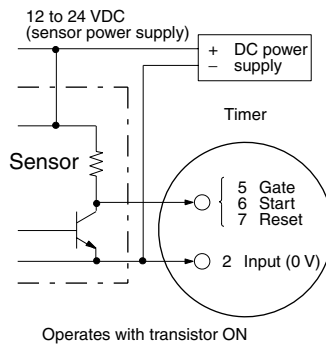 12 to 24 VDC
(sensor power supply)
+ DC power
− supply
Timer
Sensor
5 Gate
6 Start
7 Reset
2 Input (0 V)
Operates with transistor ON